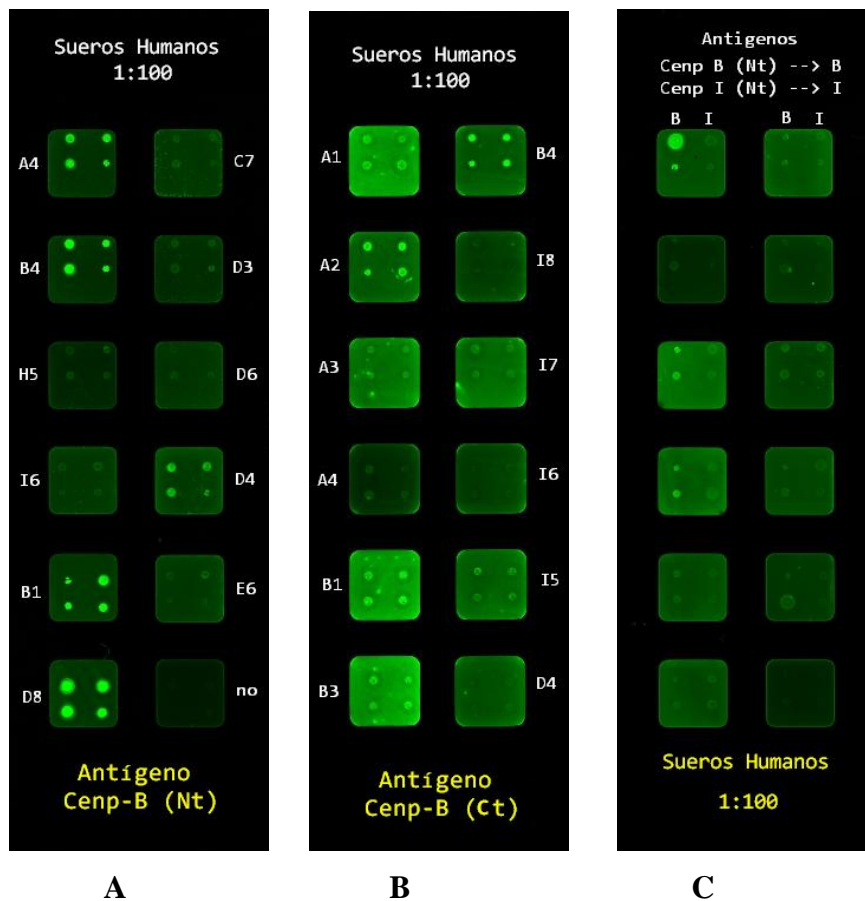 Sueros Humanos
1:100
A4
C7
B4
D3
H5
D6
I6
D4
B1
E6
D8
no
Antígeno
Cenp-B (Nt)
A
Sueros Humanos
1:100
A1
B4
A2
I8
A3
I7
A4
I6
B1
I5
B3
D4
Antígeno
Cenp-B (Ct)
B
Antigenos
Cenp B (Nt) --> B
Cenp I (Nt) --> I
B I B I
Sueros Humanos
1:100
C